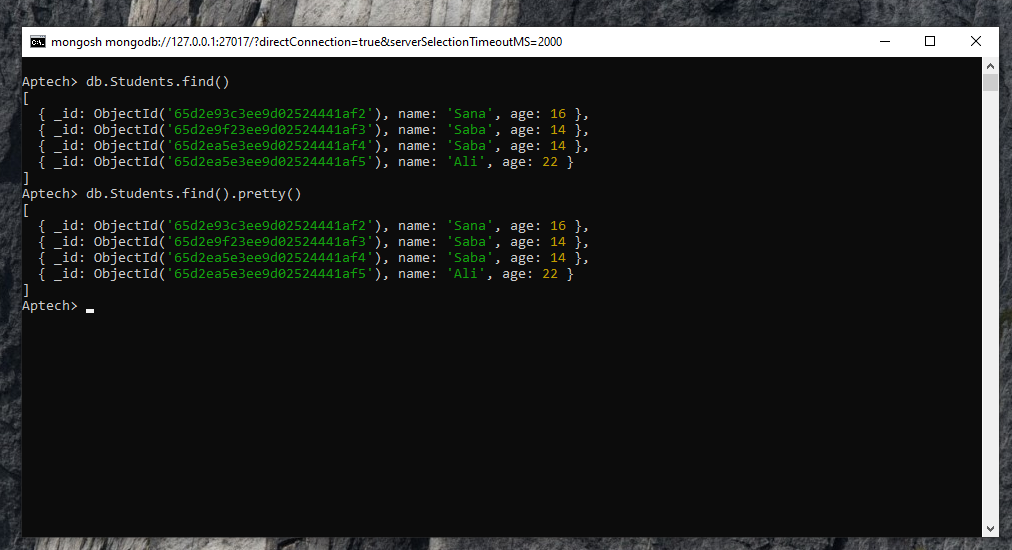 mongosh mongodb://127.0.0.1:27017/?directConnection=true&serverSelectionTimeoutMS=2000
Aptech> db.Students.find()
[
  { _id: ObjectId('65d2e93c3ee9d02524441af2'), name: 'Sana', age: 16 },
  { _id: ObjectId('65d2e9f23ee9d02524441af3'), name: 'Saba', age: 14 },
  { _id: ObjectId('65d2ea5e3ee9d02524441af4'), name: 'Saba', age: 14 },
  { _id: ObjectId('65d2ea5e3ee9d02524441af5'), name: 'Ali', age: 22 }
]
Aptech> db.Students.find().pretty()
[
  { _id: ObjectId('65d2e93c3ee9d02524441af2'), name: 'Sana', age: 16 },
  { _id: ObjectId('65d2e9f23ee9d02524441af3'), name: 'Saba', age: 14 },
  { _id: ObjectId('65d2ea5e3ee9d02524441af4'), name: 'Saba', age: 14 },
  { _id: ObjectId('65d2ea5e3ee9d02524441af5'), name: 'Ali', age: 22 }
]
Aptech>